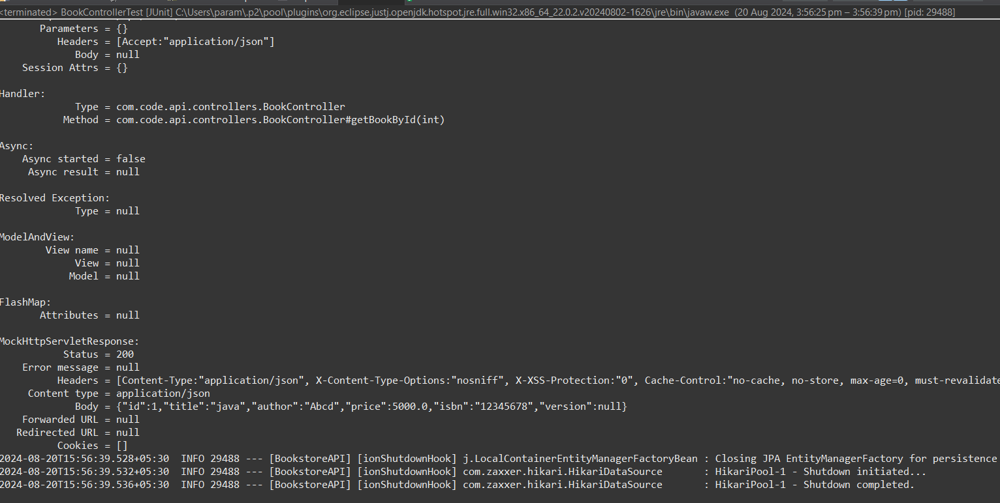 <terminated> BookControllerTest [JUnit] C:\Users\param\.p2\pool\plugins\org.eclipse.justj.openjdk.hotspot.jre.full.win32.x86_64_22.0.2.v20240802-1626\jre\bin\javaw.exe (20 Aug 2024, 3:56:25 pm – 3:56:39 pm) [pid: 29488]
Parameters = {}
Headers = [Accept:"application/json"]
Body = null
Session Attrs = {}
Handler:
Type = com.code.api.controllers.BookController
Method = com.code.api.controllers.BookController#getBookById(int)
Async:
Async started = false
Async result = null
Resolved Exception:
Type = null
ModelAndView:
View name = null
View = null
Model = null
FlashMap:
Attributes = null
MockHttpServletResponse:
Status = 200
Error message = null
Headers = [Content-Type:"application/json", X-Content-Type-Options:"nosniff", X-XSS-Protection:"0", Cache-Control:"no-cache, no-store, max-age=0, must-revalidate
Content type = application/json
Body = {"id":1,"title":"java","author":"Abcd","price":5000.0,"isbn":"12345678","version":null}
Forwarded URL = null
Redirected URL = null
Cookies = []
2024-08-20T15:56:39.528+05:30  INFO 29488 --- [BookstoreAPI] [ionShutdownHook] j.LocalContainerEntityManagerFactoryBean : Closing JPA EntityManagerFactory for persistence
2024-08-20T15:56:39.532+05:30  INFO 29488 --- [BookstoreAPI] [ionShutdownHook] com.zaxxer.hikari.HikariDataSource       : HikariPool-1 - Shutdown initiated...
2024-08-20T15:56:39.536+05:30  INFO 29488 --- [BookstoreAPI] [ionShutdownHook] com.zaxxer.hikari.HikariDataSource       : HikariPool-1 - Shutdown completed.